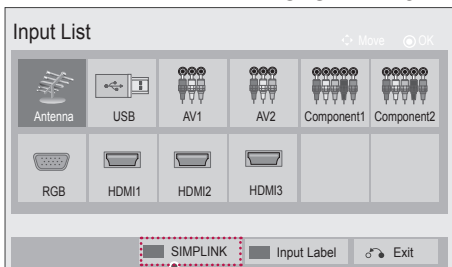 Input List
Move OK
Antenna USB AV1 AV2 Component1 Component2
RGB HDMI1 HDMI2 HDMI3
SIMPLINK Input Label Exit